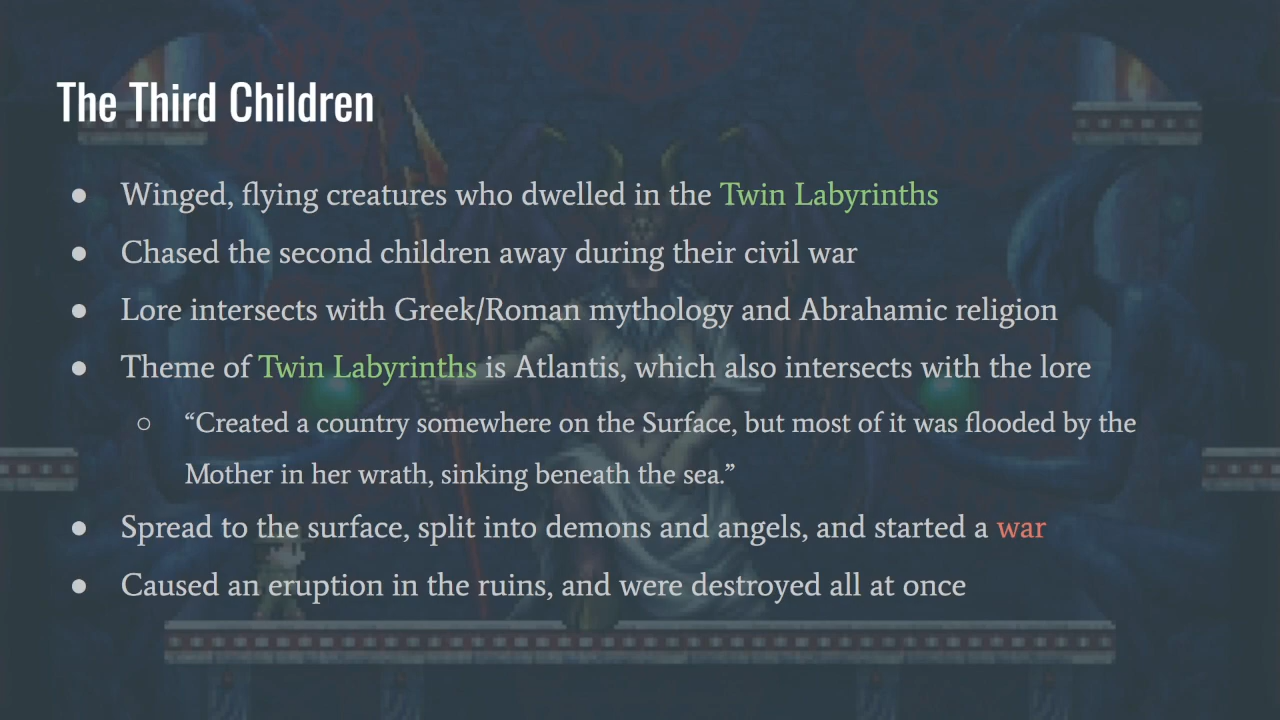 The Third Children
● Winged, flying creatures who dwelled in the Twin Labyrinths
● Chased the second children away during their civil war
● Lore intersects with Greek/Roman mythology and Abrahamic religion
● Theme of Twin Labyrinths is Atlantis, which also intersects with the lore
○ “Created a country somewhere on the Surface, but most of it was flooded by the
Mother in her wrath, sinking beneath the sea.”
● Spread to the surface, split into demons and angels, and started a war
● Caused an eruption in the ruins, and were destroyed all at once